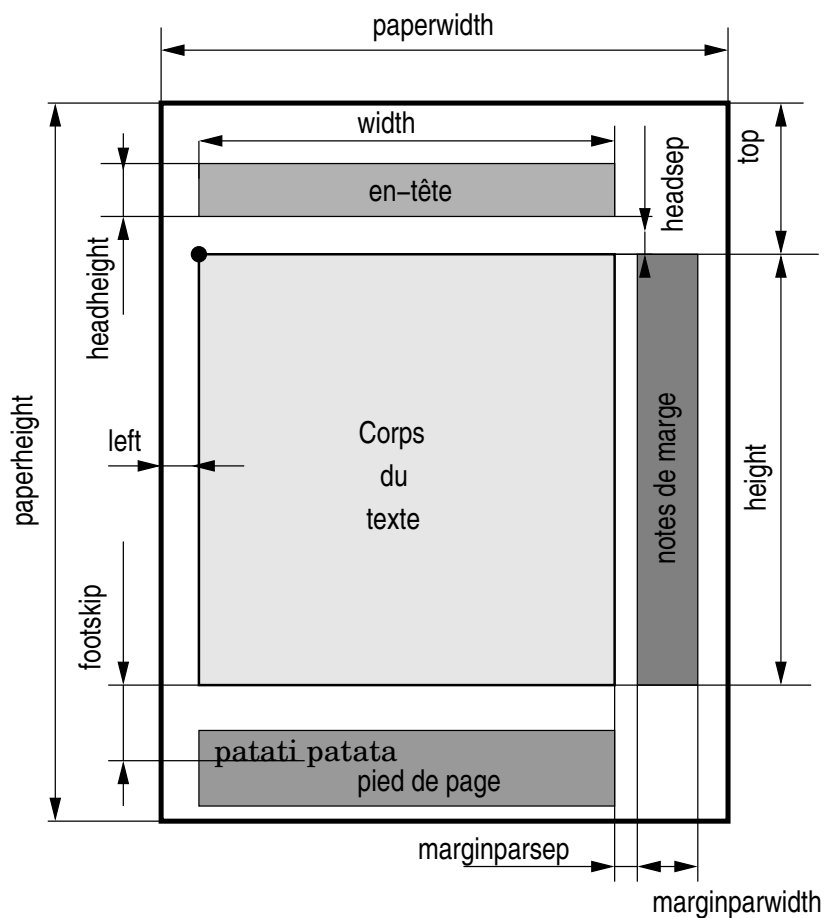 paperwidth
width
top
headsep
en–tête
headheight
paperheight
left
Corps
du
texte
notes de marge
height
footskip
patati patata
pied de page
marginparsep
marginparwidth